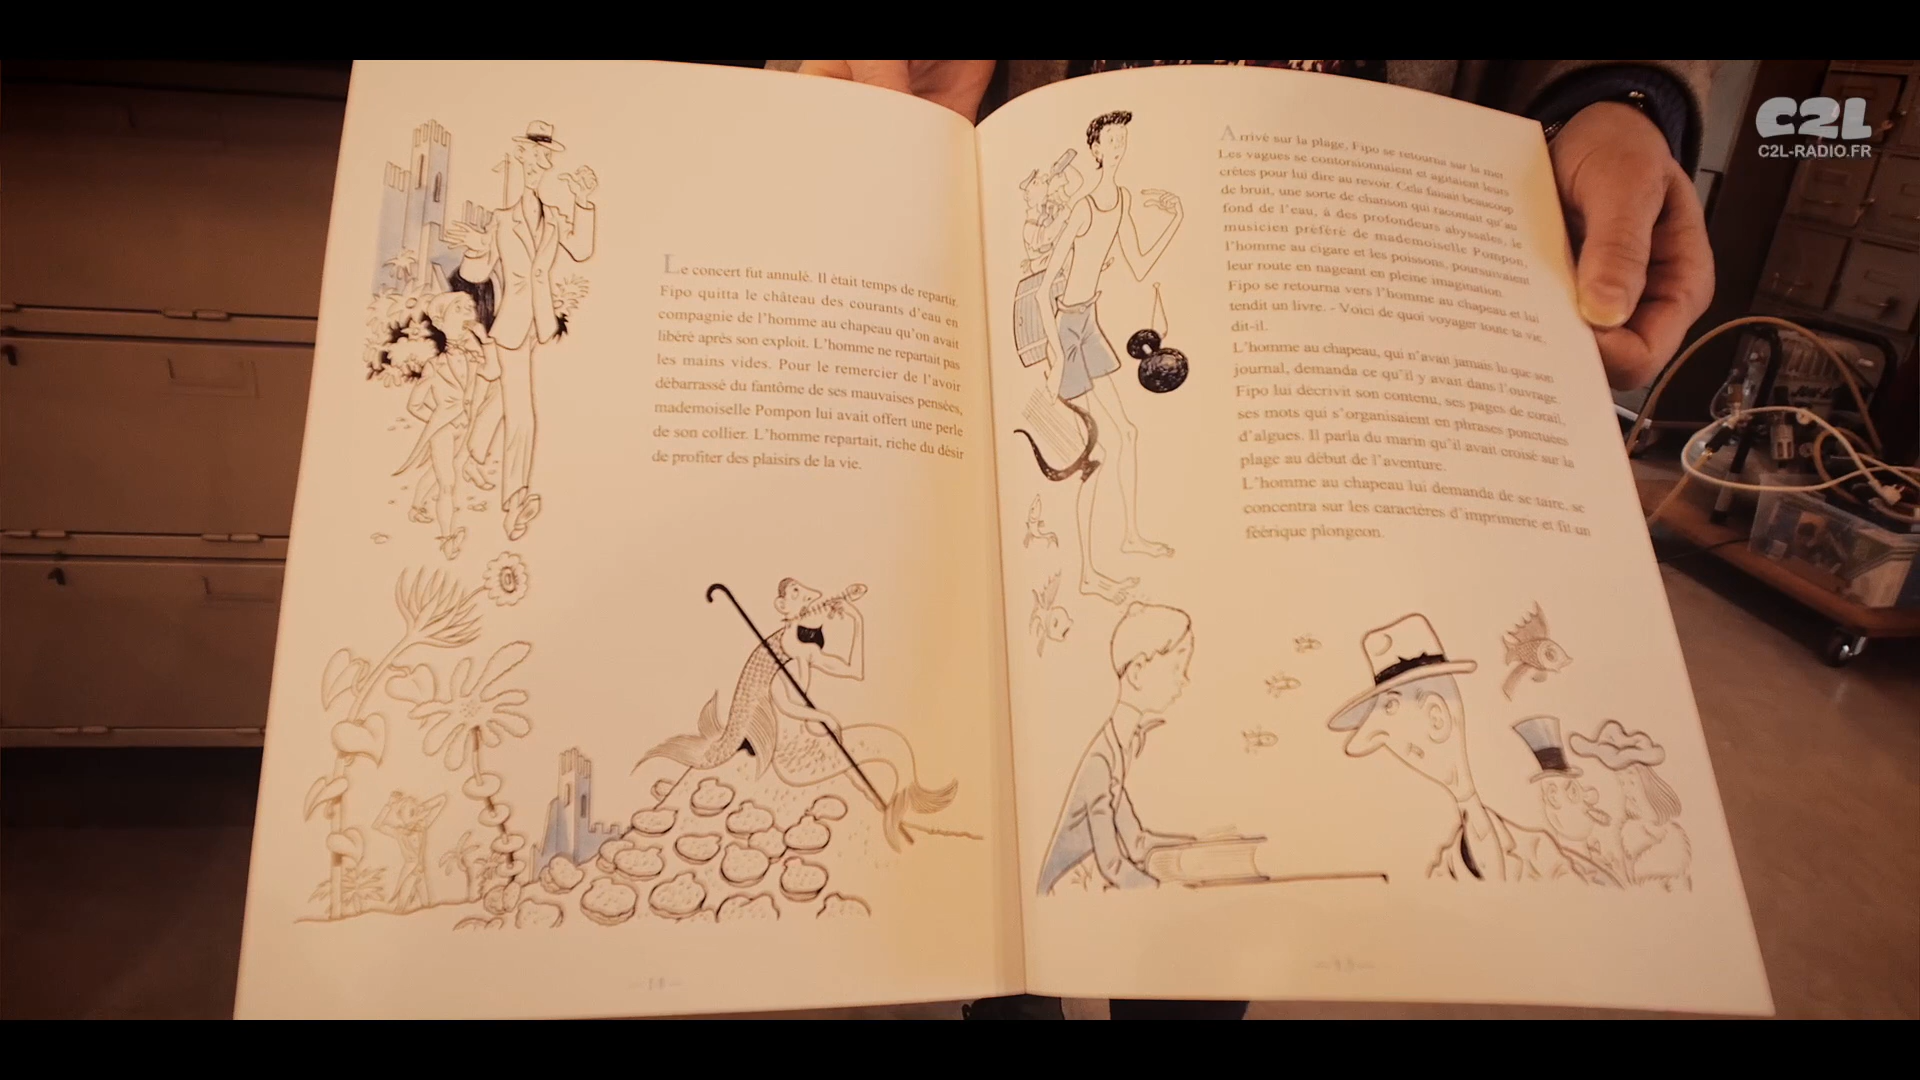 Le concert fut annulé. Il était temps de repartir.
Fipo quitta le château des courants d'eau en
compagnie de l'homme au chapeau qu'on avait
libéré après son exploit. L'homme ne repartait pas
les mains vides. Pour le remercier de l'avoir
débarrassé du fantôme de ses mauvaises pensées,
mademoiselle Pompon lui avait offert une perle
de son collier. L'homme repartait, riche du désir
de profiter des plaisirs de la vie.
Arrivé sur la plage, Fipo se retourna sur la mer.
Les vagues se contorsionnaient et agitaient leurs
crêtes pour lui dire au revoir. Cela faisait beaucoup
de bruit, une sorte de chanson qui racontait qu'au
fond de l'eau, à des profondeurs abyssales, le
musicien préféré de mademoiselle Pompon,
l'homme au cigare et les poissons, poursuivaient
leur route en nageant en pleine imagination.
Fipo se retourna vers l'homme au chapeau et lui
tendit un livre. - Voici de quoi voyager toute ta vie,
dit-il.
L'homme au chapeau, qui n'avait jamais lu que son
journal, demanda ce qu'il y avait dans l'ouvrage.
Fipo lui décrivit son contenu, ses pages de corail,
ses mots qui s'organisaient en phrases ponctuées
d'algues. Il parla du marin qu'il avait croisé sur la
plage au début de l'aventure.
L'homme au chapeau lui demanda de se taire, se
concentra sur les caractères d'imprimerie et fit un
féérique plongeon.
C2L
C2L-RADIO.FR